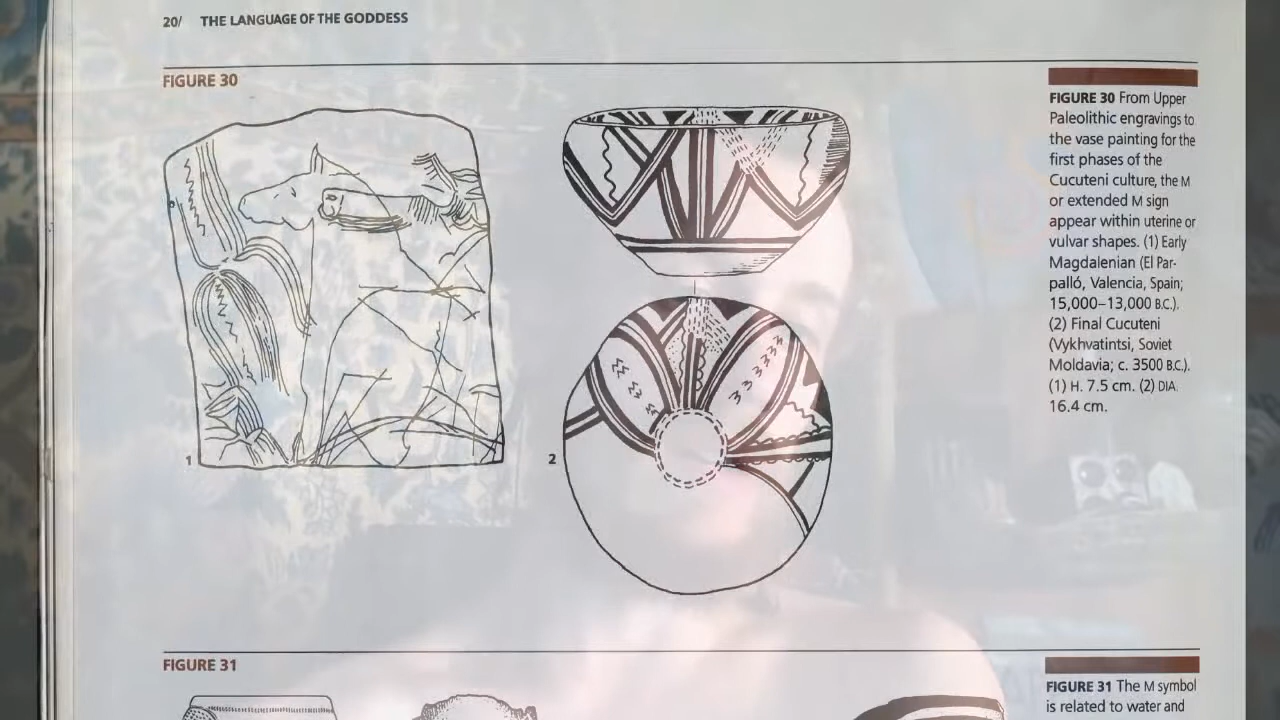 20/ THE LANGUAGE OF THE GODDESS
FIGURE 30
1
2
FIGURE 30 From Upper
Paleolithic engravings to
the vase painting for the
first phases of the
Cucuteni culture, the M
or extended M sign
appear within uterine or
vulvar shapes. (1) Early
Magdalenian (El Par-
palló, Valencia, Spain;
15,000–13,000 B.C.).
(2) Final Cucuteni
(Vykhvatintsi, Soviet
Moldavia; c. 3500 B.C.).
(1) H. 7.5 cm. (2) DIA.
16.4 cm.
FIGURE 31
FIGURE 31 The M symbol
is related to water and